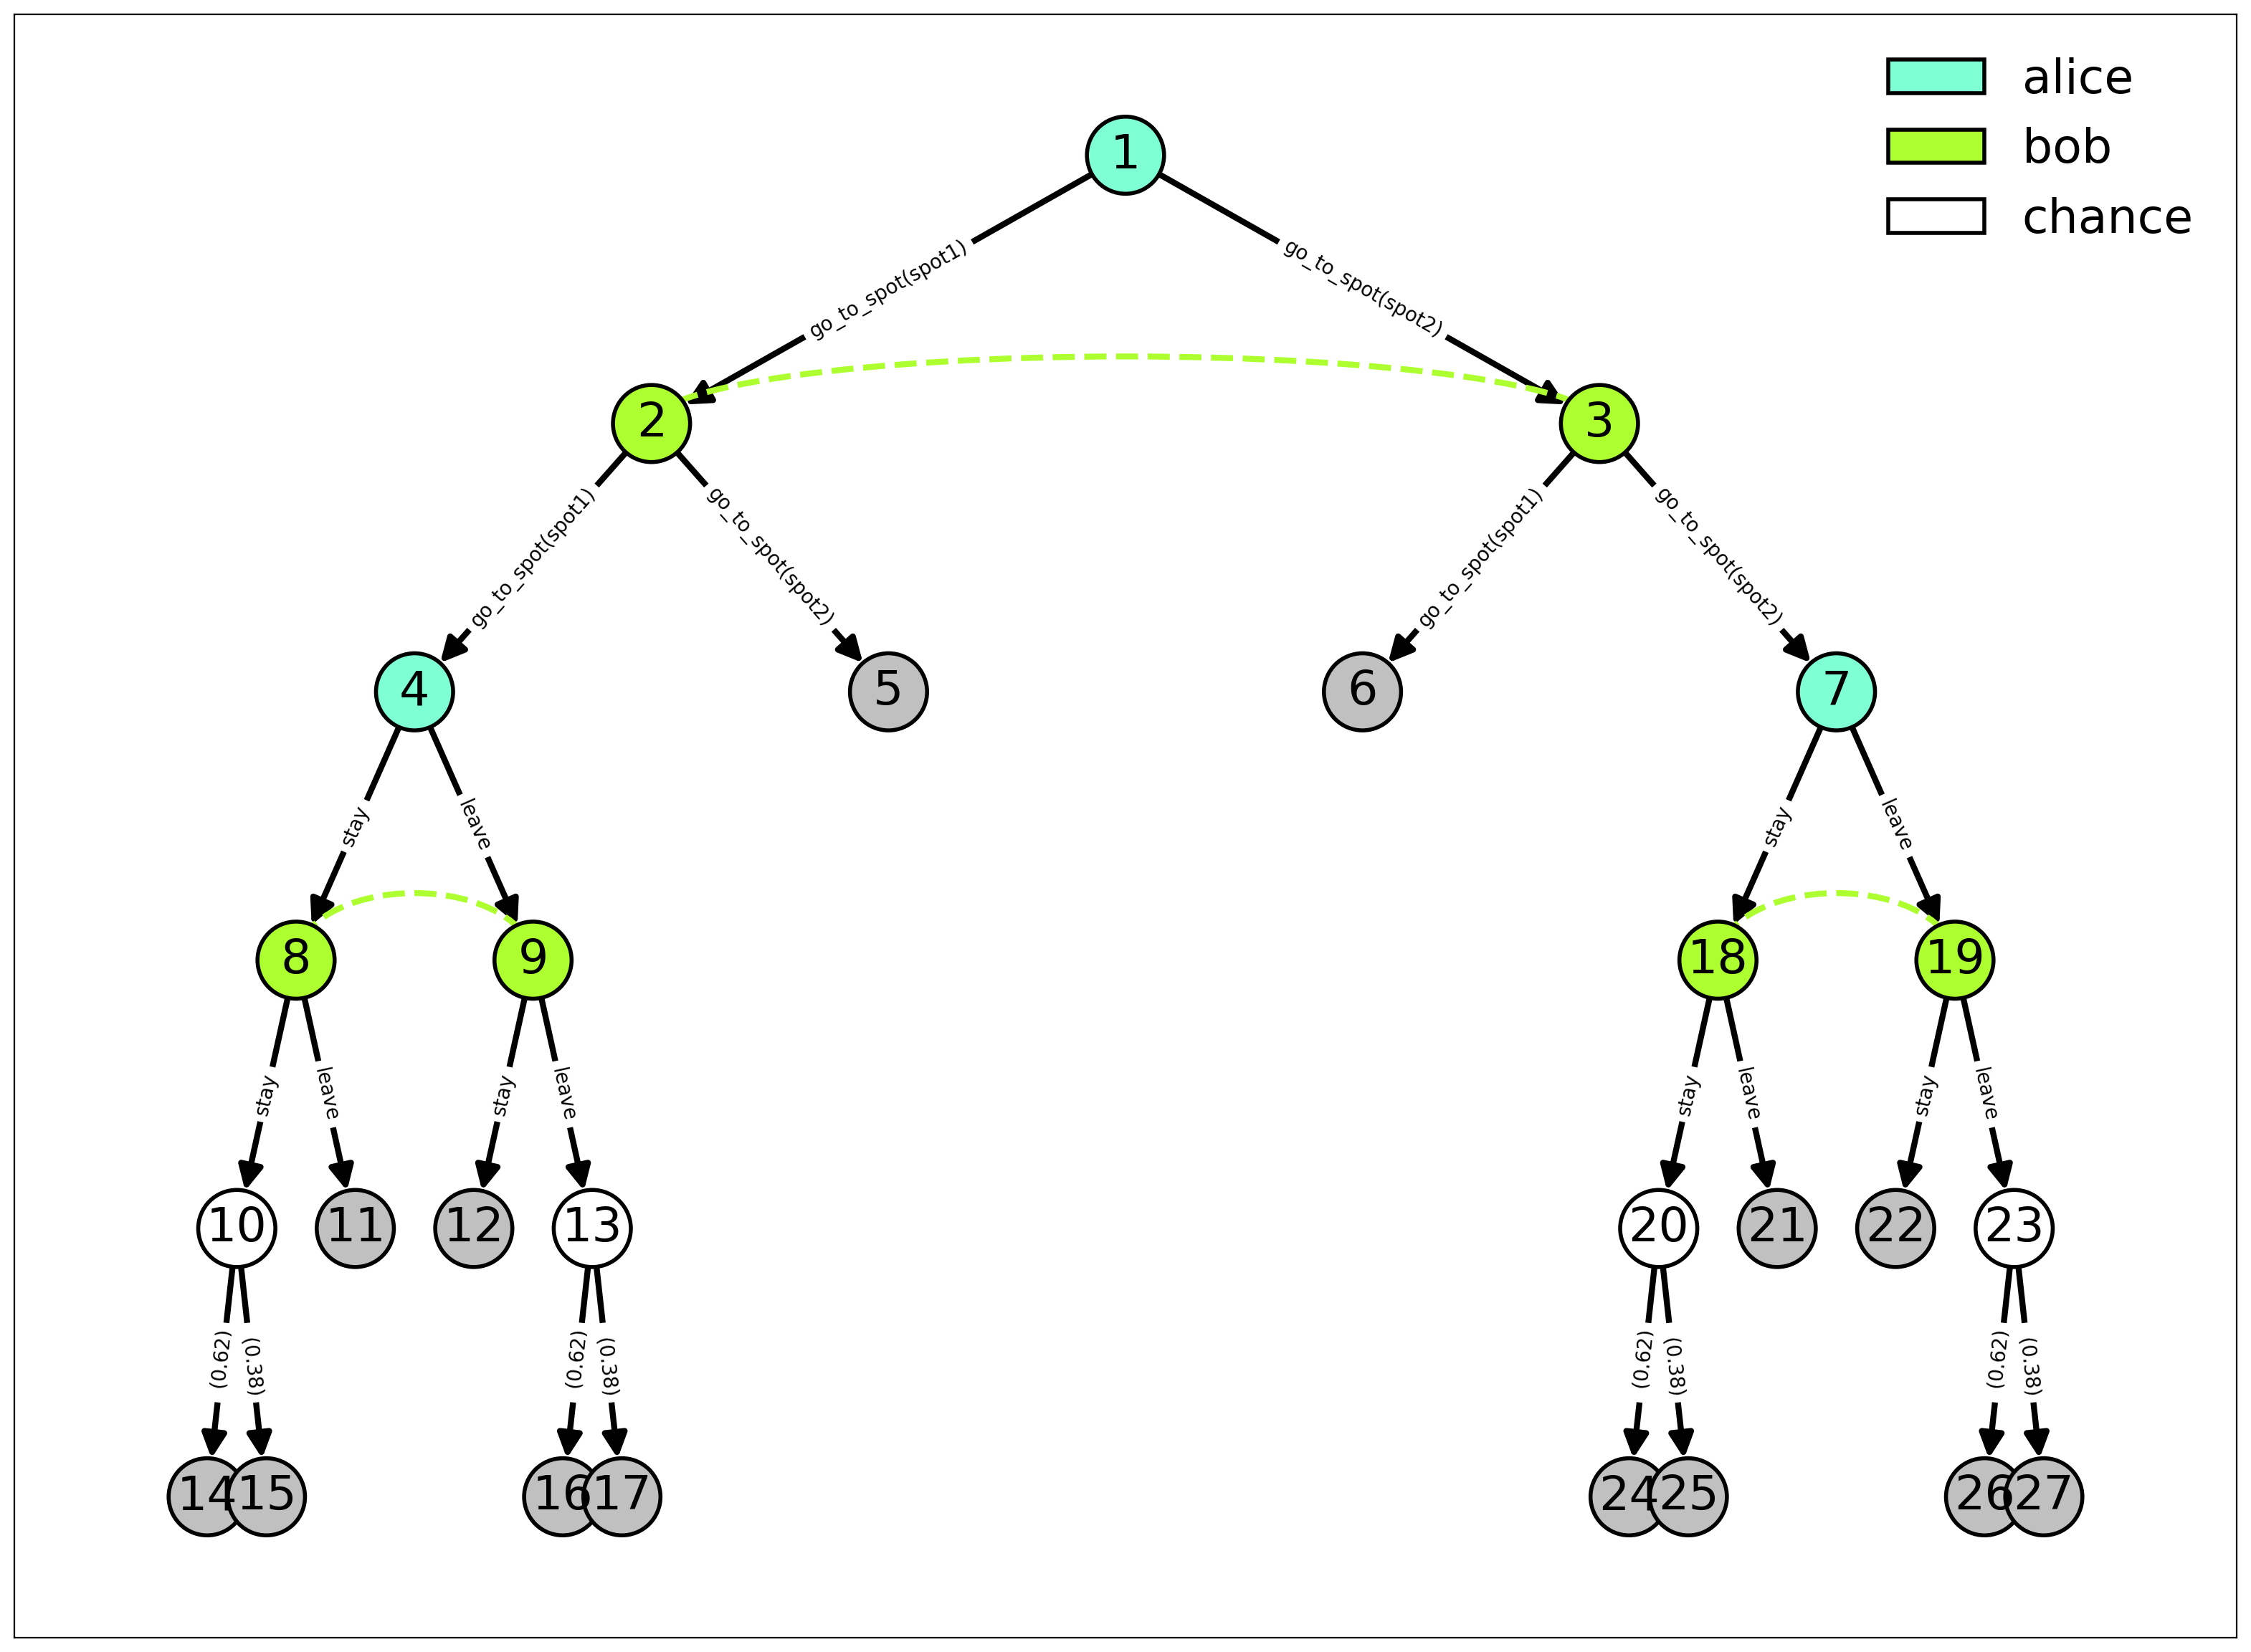 alice
bob
chance
1
go_to_spot(spot1)
go_to_spot(spot2)
2
3
go_to_spot(spot1)
go_to_spot(spot2)
go_to_spot(spot1)
go_to_spot(spot2)
4
5
6
7
stay
leave
stay
leave
8
9
18
19
stay
leave
stay
leave
stay
leave
stay
leave
10
11
12
13
20
21
22
23
(0.62)
(0.38)
(0.62)
(0.38)
(0.62)
(0.38)
(0.62)
(0.38)
14
15
16
17
24
25
26
27